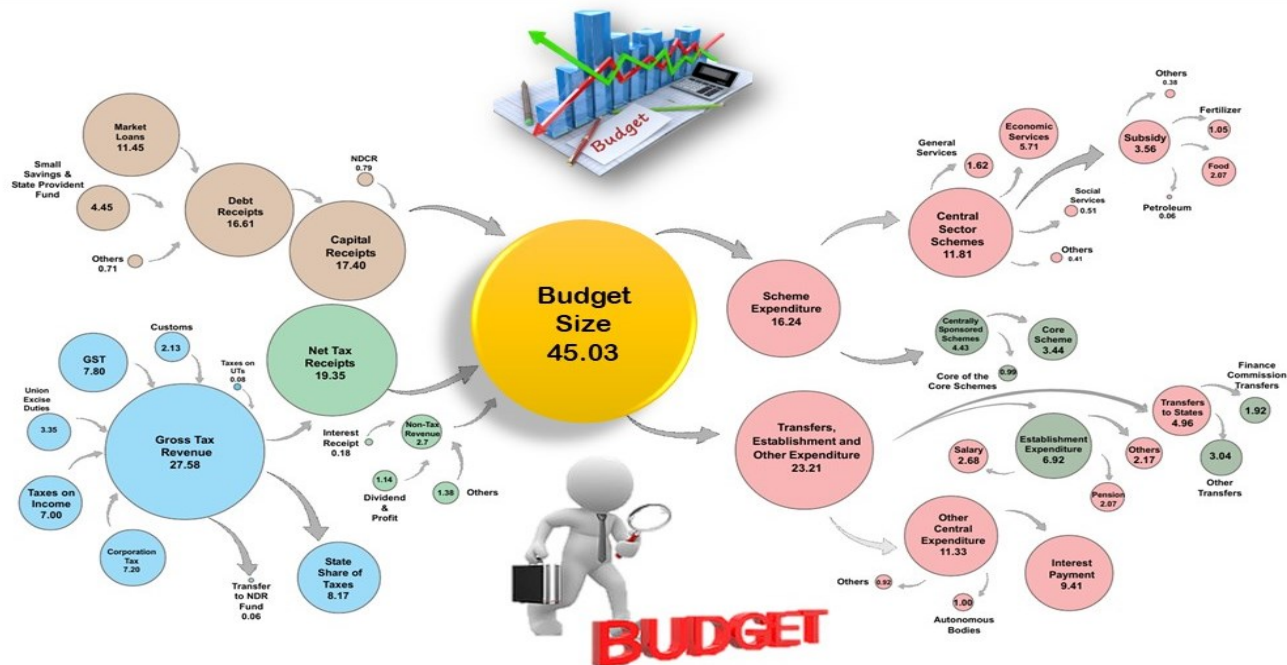 Budget
Market
Loans
11.45
Small
Savings &
State Provident
Fund
4.45
Others
0.71
Debt
Receipts
16.61
NDCR
0.79
Capital
Receipts
17.40
Customs
2.13
GST
7.80
Taxes on
UTs
0.08
Union
Excise Duties
3.35
Gross Tax
Revenue
27.58
Taxes on
Income
7.00
Corporation
Tax
7.20
Transfer
to NDR
Fund
0.06
State
Share of
Taxes
8.17
Net Tax
Receipts
19.35
Interest
Receipt
0.18
Non-Tax
Revenue
2.7
1.14
Dividend
&
Profit
1.38
Others
Budget
Size
45.03
Scheme
Expenditure
16.24
General
Services
1.62
Economic
Services
5.71
Central
Sector
Schemes
11.81
Social
Services
0.51
Others
0.41
Others
0.38
Subsidy
3.56
Fertilizer
1.05
Food
2.07
Petroleum
0.06
Centrally
Sponsored
Schemes
4.43
Core
Scheme
3.44
0.99
Core of the
Core Schemes
Transfers,
Establishment and
Other Expenditure
23.21
Finance
Commission
Transfers
1.92
Transfers
to States
4.96
3.04
Other
Transfers
Establishment
Expenditure
6.92
Salary
2.68
Others
2.17
Pension
2.07
Other
Central
Expenditure
11.33
Others
0.92
1.00
Autonomous
Bodies
Interest
Payment
9.41
BUDGET